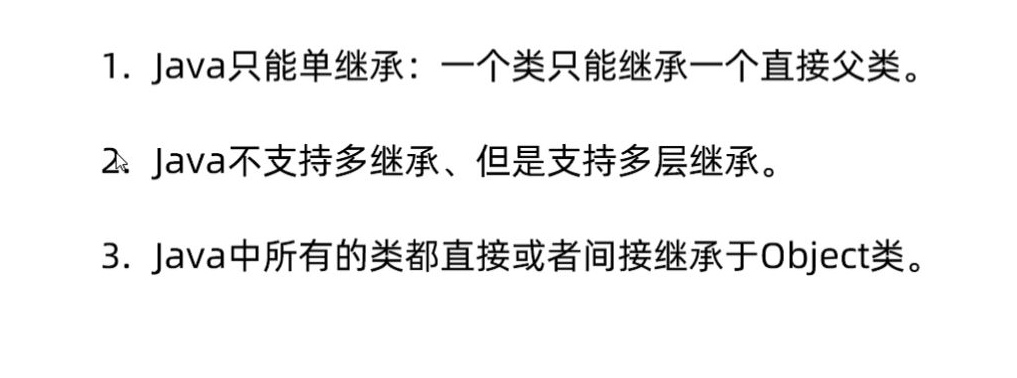 1. Java只能单继承：一个类只能继承一个直接父类。
2. Java不支持多继承、但是支持多层继承。
3. Java中所有的类都直接或者间接继承于Object类。